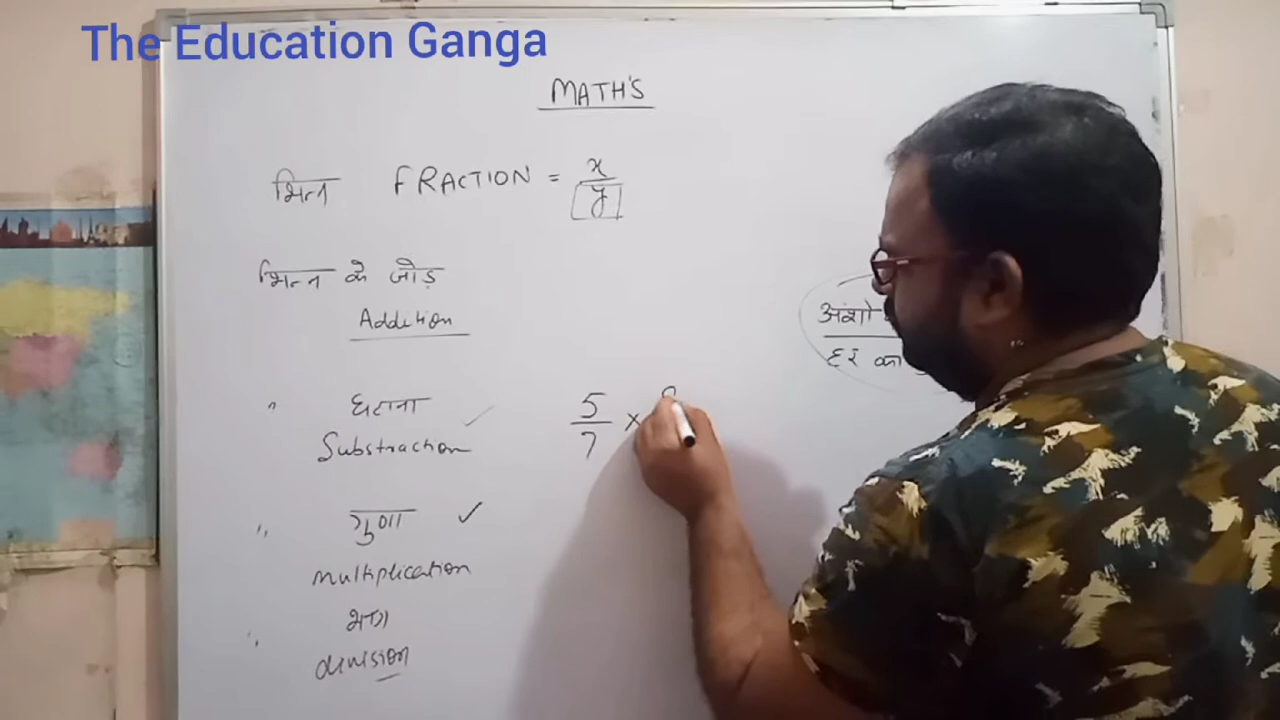 The Education Ganga
MATH'S
भिन्न FRACTION = x/y
भिन्न के जोड़
Addition
" घटाना
Substraction ✓
5/7 ×
" गुणा ✓
multiplication
" भाग
division
अंशो
हर का